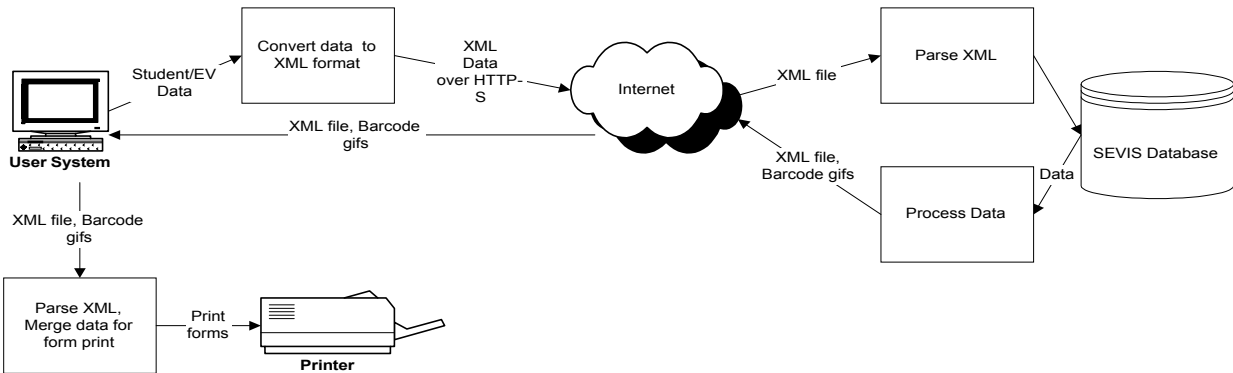 Convert data to
XML format
XML
Data
over HTTP-
S
Student/EV
Data
Internet
XML file
Parse XML
SEVIS Database
XML file, Barcode
gifs
User System
XML file,
Barcode gifs
Data
Process Data
XML file, Barcode
gifs
Parse XML,
Merge data for
form print
Print
forms
Printer